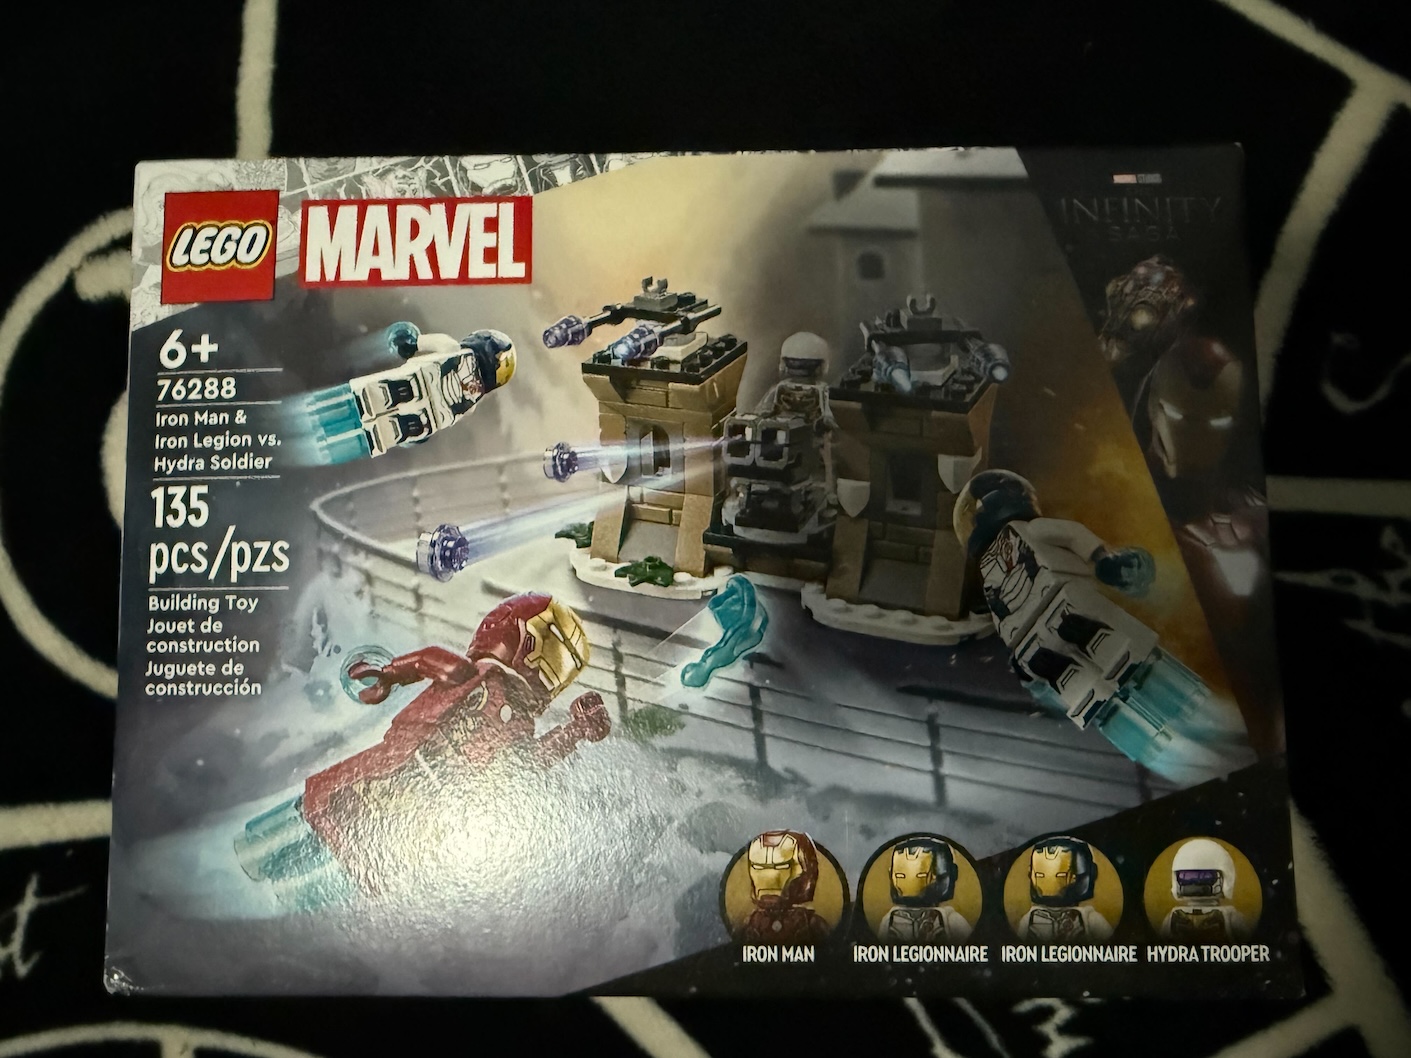 LEGO
MARVEL
INFINITY
SAGA
6+
76288
Iron Man &
Iron Legion vs.
Hydra Soldier
135
pcs/pzs
Building Toy
Jouet de
construction
Juguete de
construcción
IRON MAN
IRON LEGIONNAIRE
IRON LEGIONNAIRE
HYDRA TROOPER